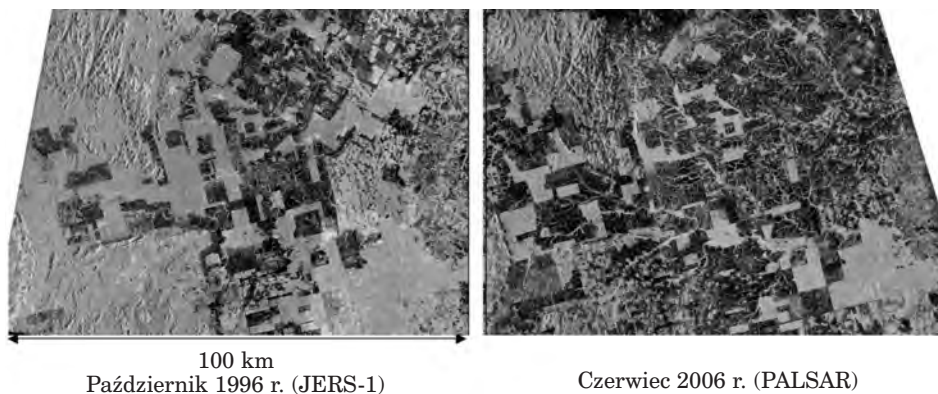 100 km
Październik 1996 r. (JERS-1)
Czerwiec 2006 r. (PALSAR)